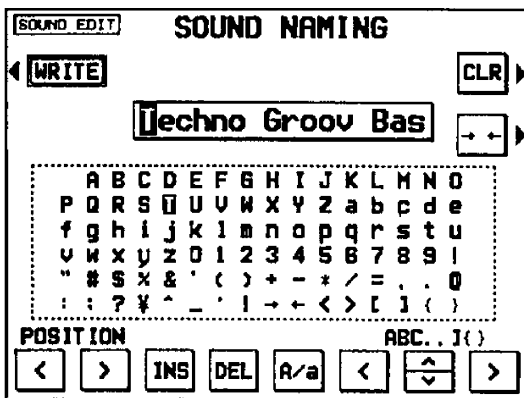 SOUND EDIT
SOUND NAMING
WRITE
CLR
Techno Groov Bas
→ ←
A B C D E F G H I J K L M N O
P Q R S T U V W X Y Z a b c d e
f g h i j k l m n o p q r s t u
v w x y z 0 1 2 3 4 5 6 7 8 9 !
" # $ % & ' ( ) + - * / = , . @
: ; ? ¥ ^ _ ` | → ← < > [ ] { }
POSITION
ABC..](){}
< > INS DEL A/a < >